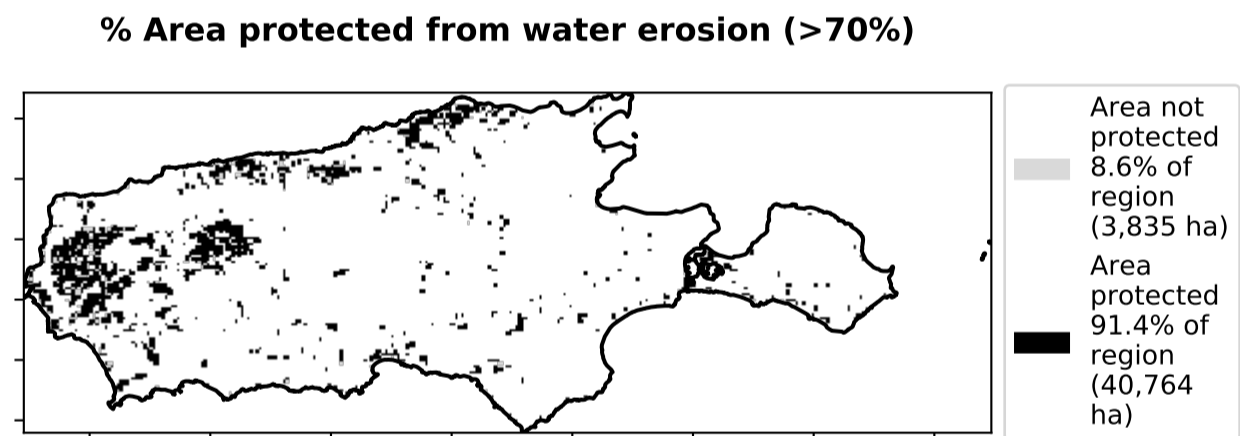 % Area protected from water erosion (>70%)
Area not
protected
8.6% of
region
(3,835 ha)
Area
protected
91.4% of
region
(40,764
ha)